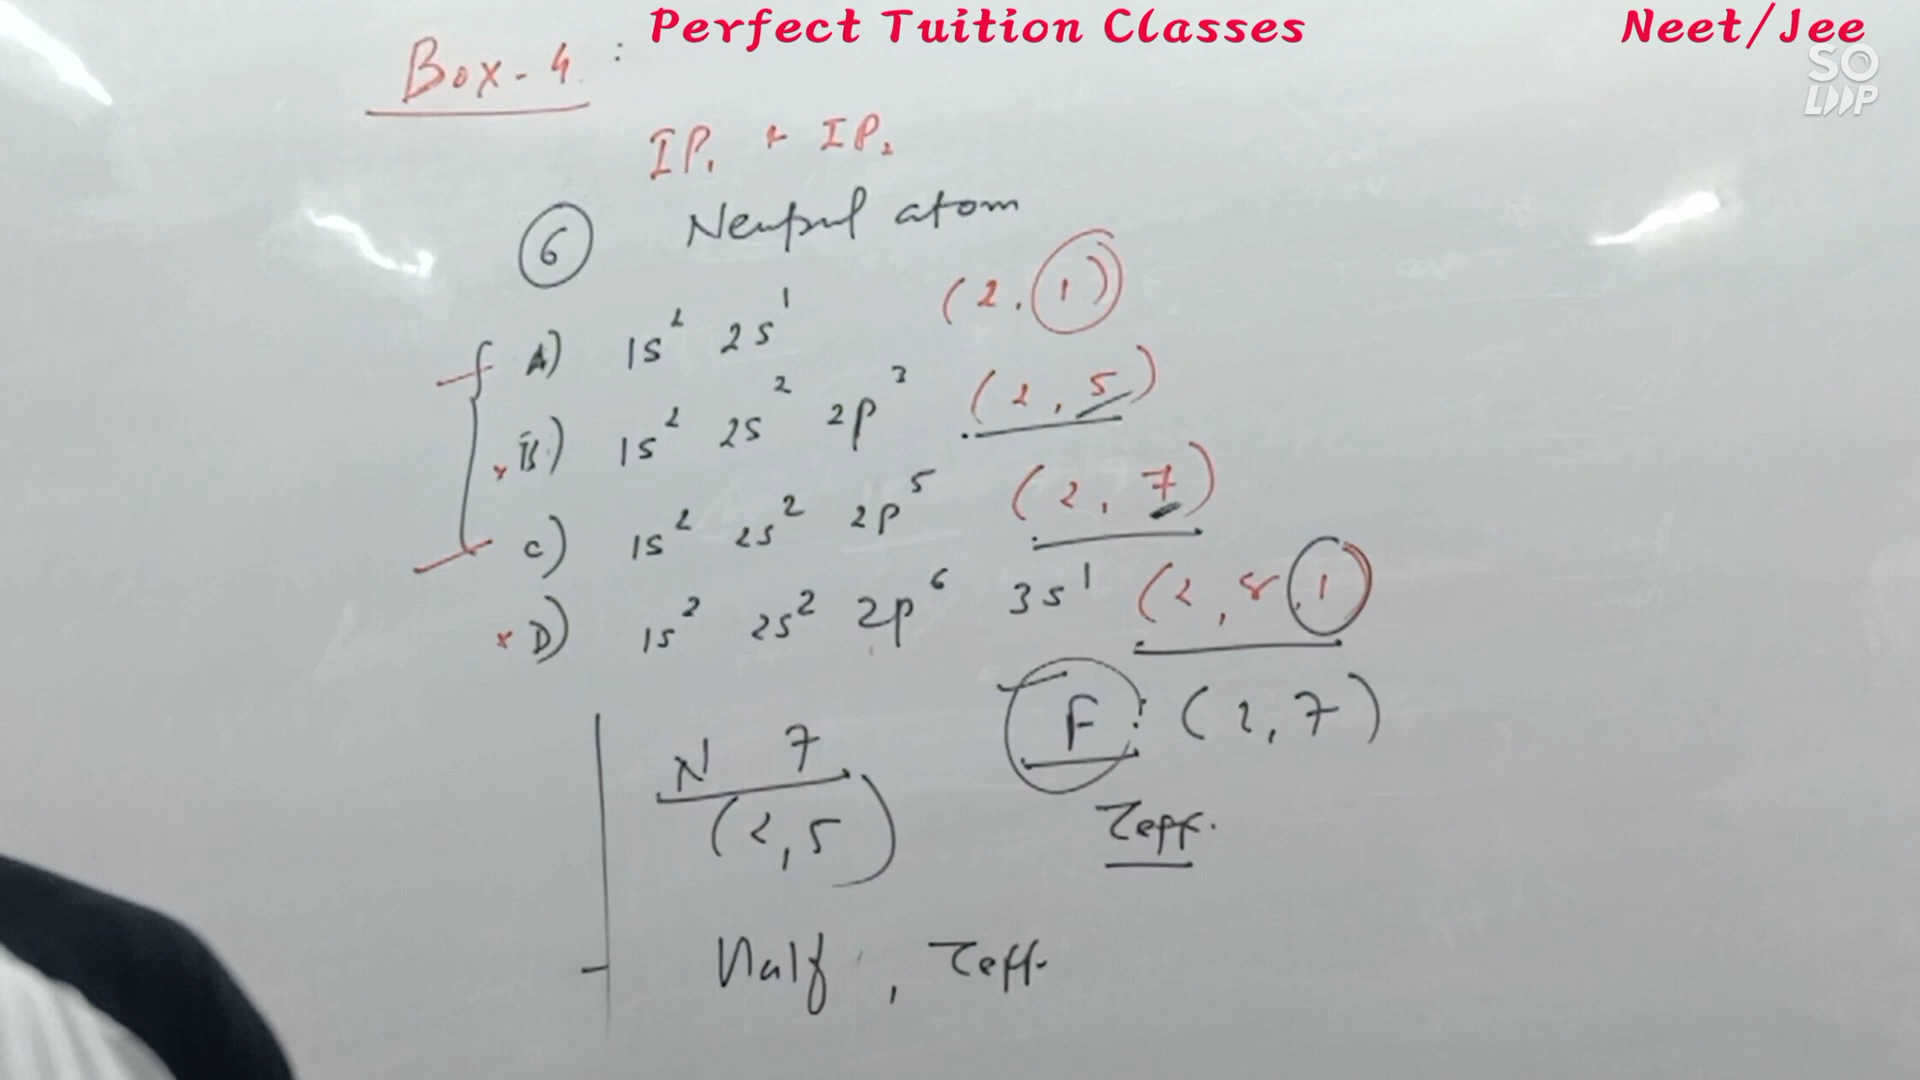 Perfect Tuition Classes Neet/Jee
SO
LOOP
Box-4 :
IP₁ & IP₂
⑥ Neutral atom
A) 1s² 2s¹ (2, 1)
B) 1s² 2s² 2p³ (2, 5)
C) 1s² 2s² 2p⁵ (2, 7)
D) 1s² 2s² 2p⁶ 3s¹ (2, 8, 1)
F : (2, 7)
N 7
(2, 5)
Zeff.
Half, Zeff.